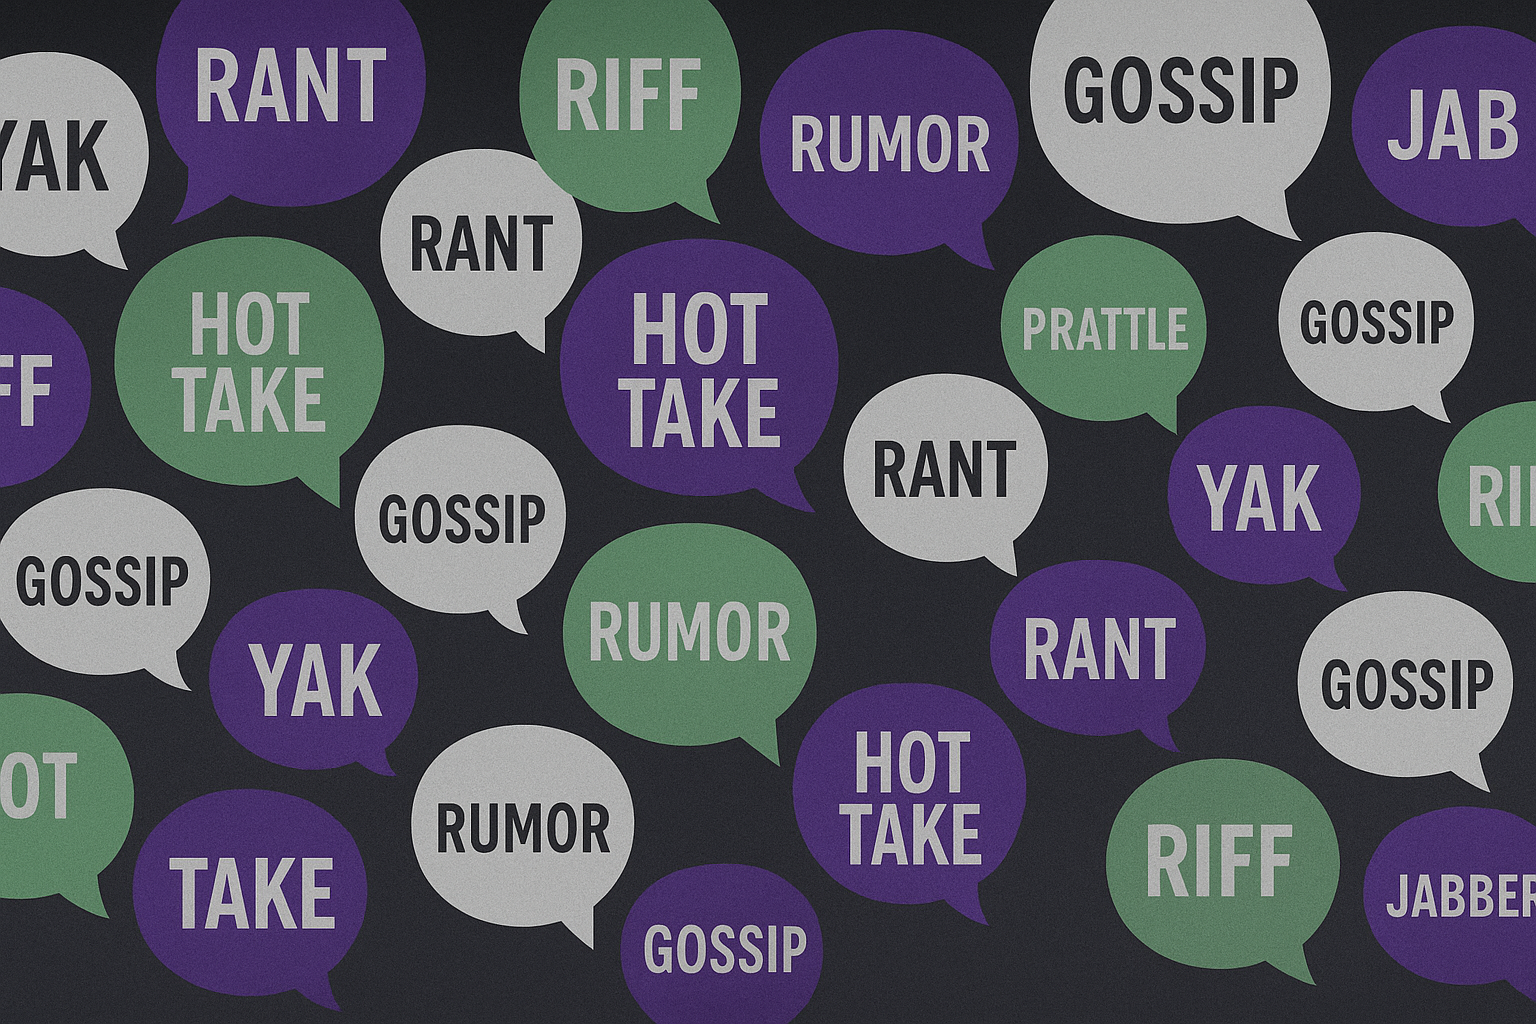 YAK
RANT
RIFF
RUMOR
GOSSIP
JAB
RANT
HOT
TAKE
HOT
TAKE
PRATTLE
GOSSIP
FF
GOSSIP
RANT
YAK
RI
GOSSIP
YAK
RUMOR
RANT
GOSSIP
OT
RUMOR
HOT
TAKE
TAKE
GOSSIP
RIFF
JABBER